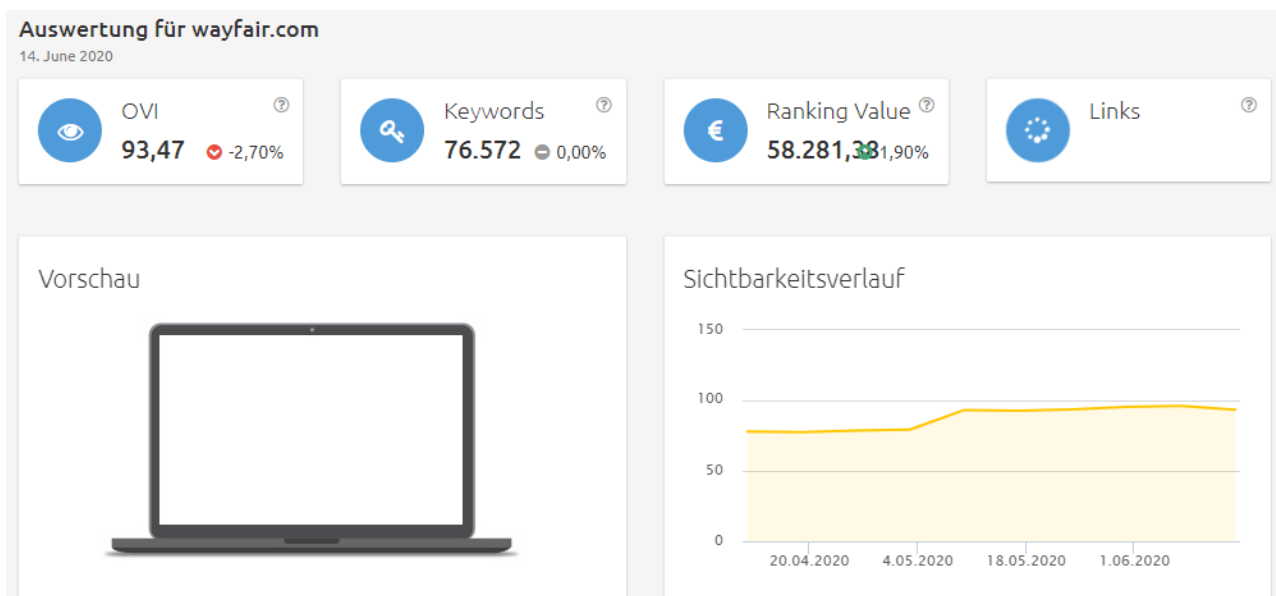 Auswertung für wayfair.com
14. June 2020
OVI
93,47 -2,70%
Keywords
76.572 0,00%
Ranking Value
58.281,38 1,90%
Links
Vorschau
Sichtbarkeitsverlauf
150
100
50
0
20.04.2020 4.05.2020 18.05.2020 1.06.2020